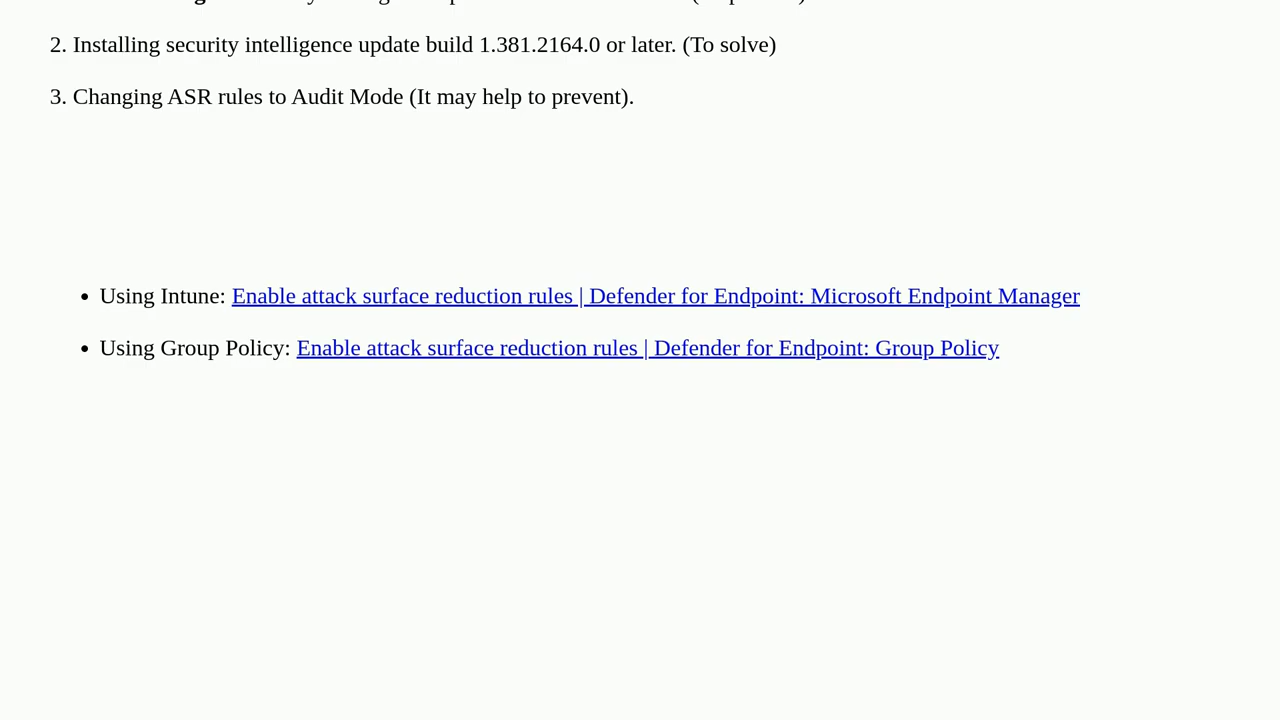 2. Installing security intelligence update build 1.381.2164.0 or later. (To solve)
3. Changing ASR rules to Audit Mode (It may help to prevent).
• Using Intune: Enable attack surface reduction rules | Defender for Endpoint: Microsoft Endpoint Manager
• Using Group Policy: Enable attack surface reduction rules | Defender for Endpoint: Group Policy